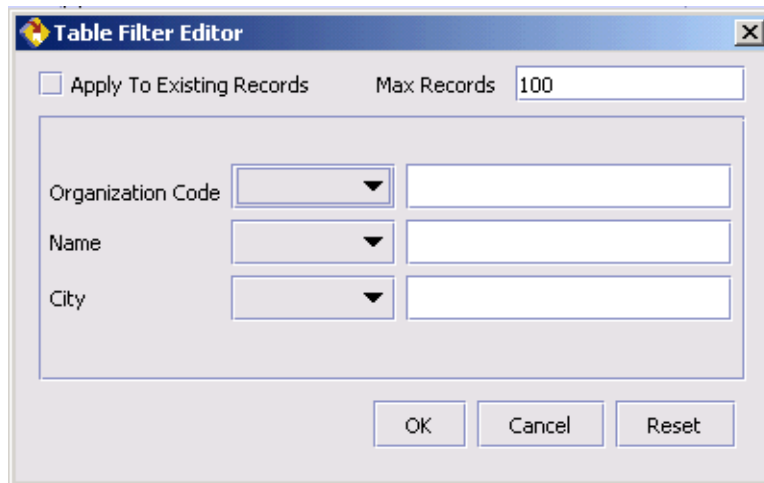 Table Filter Editor
Apply To Existing Records Max Records 100
Organization Code
Name
City
OK Cancel Reset